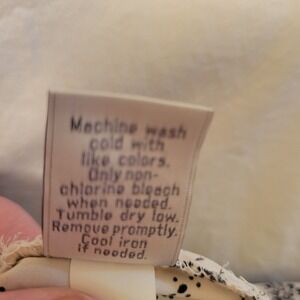 Machine wash
cold with
like colors.
Only non-
chlorine bleach
when needed.
Tumble dry low.
Remove promptly.
Cool iron
if needed.